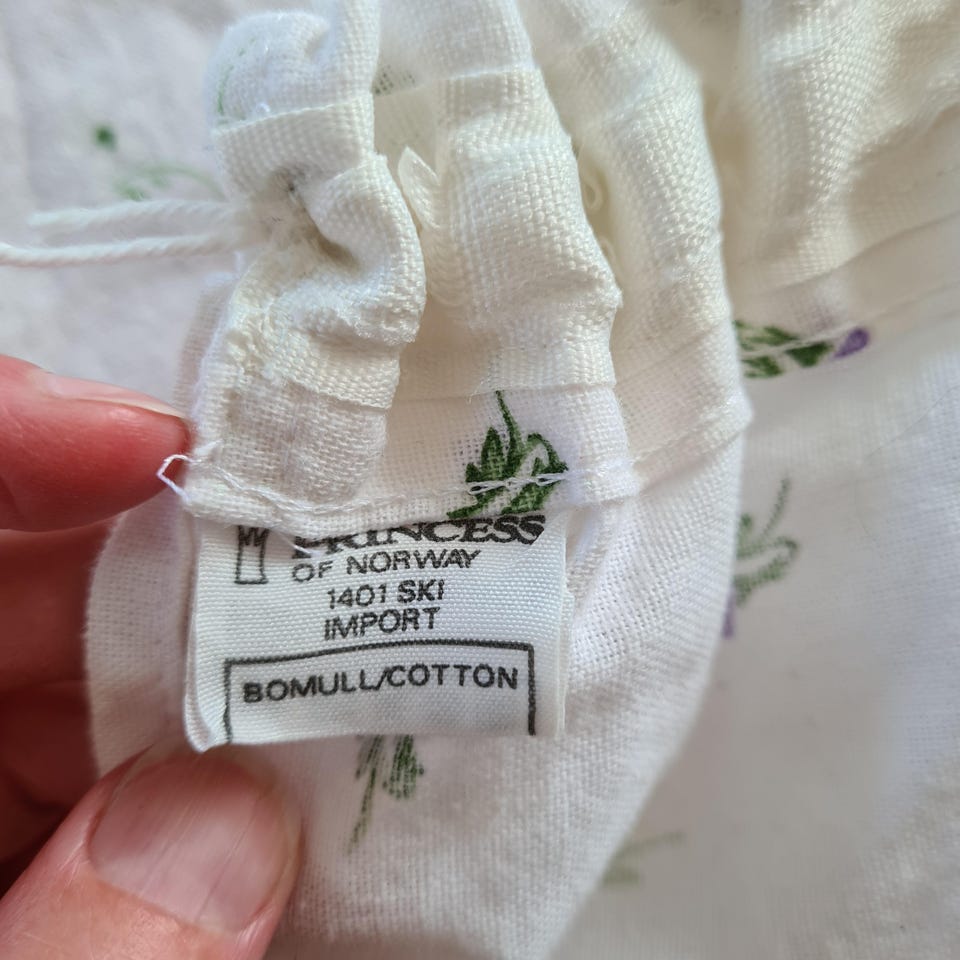 PRINCESS
OF NORWAY
1401 SKI
IMPORT
BOMULL/COTTON